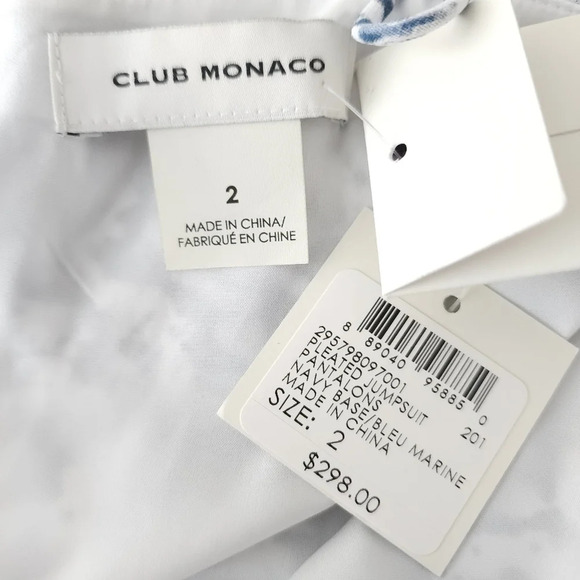 CLUB MONACO
2
MADE IN CHINA/
FABRIQUÉ EN CHINE
8 89040 95885 0
295798097001 201
PLEATED JUMPSUIT
PANTALONS
NAVY BASE/BLEU MARINE
MADE IN CHINA
SIZE: 2
$298.00